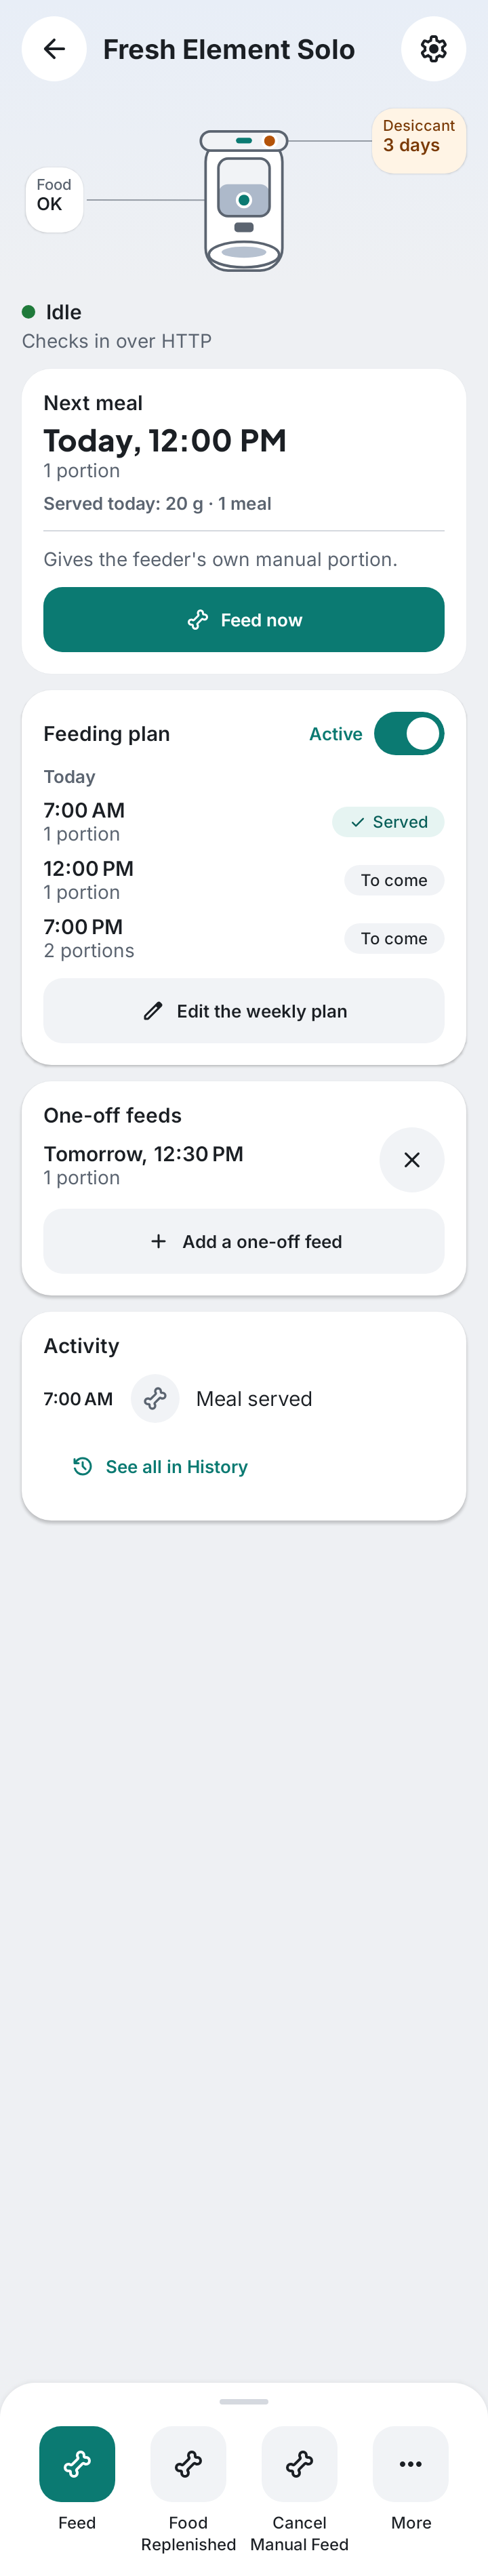 Fresh Element Solo
Desiccant
3 days
Food
OK
Idle
Checks in over HTTP
Next meal
Today, 12:00 PM
1 portion
Served today: 20 g · 1 meal
Gives the feeder's own manual portion.
Feed now
Feeding plan
Active
Today
7:00 AM
1 portion
Served
12:00 PM
1 portion
To come
7:00 PM
2 portions
To come
Edit the weekly plan
One-off feeds
Tomorrow, 12:30 PM
1 portion
Add a one-off feed
Activity
7:00 AM
Meal served
See all in History
Feed
Food
Replenished
Cancel
Manual Feed
More